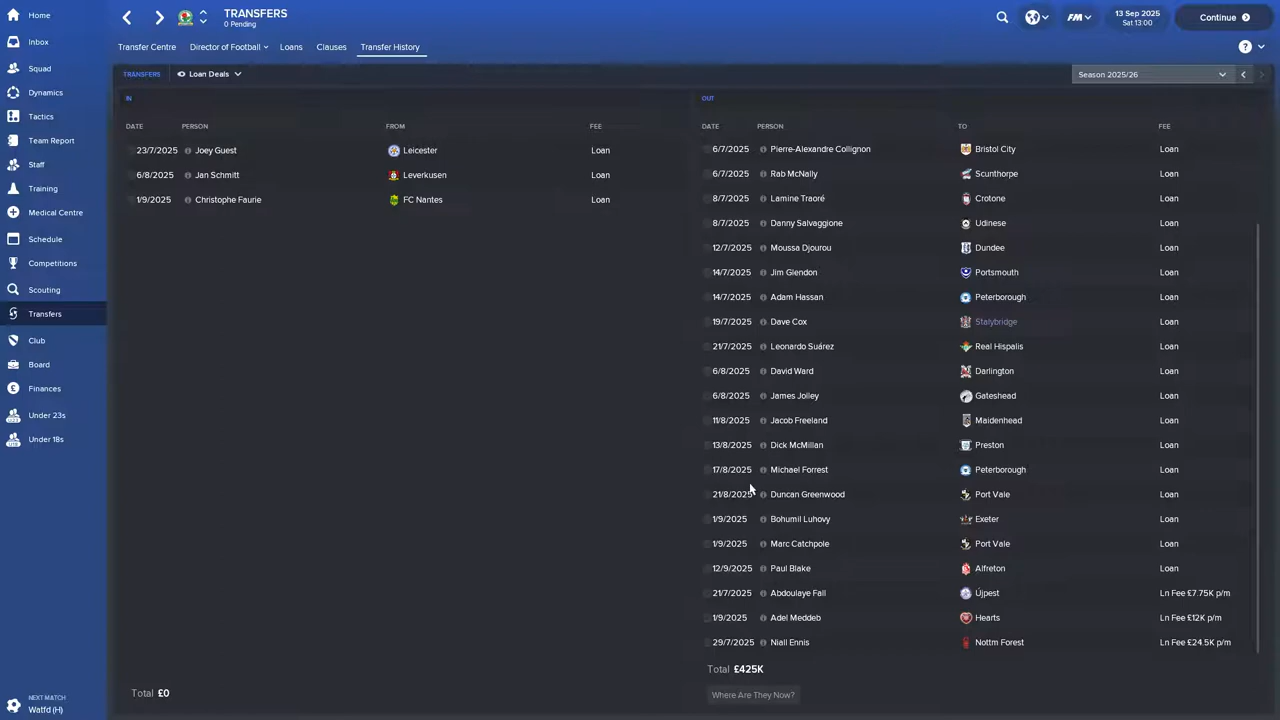 Home
TRANSFERS
0 Pending
FM
13 Sep 2025
Sat 13:00
Continue
Inbox
Squad
Dynamics
Tactics
Team Report
Staff
Training
Medical Centre
Schedule
Competitions
Scouting
Transfers
Club
Board
Finances
Under 23s
Under 18s
NEXT MATCH
Watfd (H)
Transfer Centre Director of Football Loans Clauses Transfer History ?
TRANSFERS Loan Deals Season 2025/26
IN
DATE PERSON FROM FEE
23/7/2025 Joey Guest Leicester Loan
6/8/2025 Jan Schmitt Leverkusen Loan
1/9/2025 Christophe Faurie FC Nantes Loan
Total £0
OUT
DATE PERSON TO FEE
6/7/2025 Pierre-Alexandre Collignon Bristol City Loan
6/7/2025 Rab McNally Scunthorpe Loan
8/7/2025 Lamine Traoré Crotone Loan
8/7/2025 Danny Salvaggione Udinese Loan
12/7/2025 Moussa Djourou Dundee Loan
14/7/2025 Jim Glendon Portsmouth Loan
14/7/2025 Adam Hassan Peterborough Loan
19/7/2025 Dave Cox Stalybridge Loan
21/7/2025 Leonardo Suárez Real Hispalis Loan
6/8/2025 David Ward Darlington Loan
6/8/2025 James Jolley Gateshead Loan
11/8/2025 Jacob Freeland Maidenhead Loan
13/8/2025 Dick McMillan Preston Loan
17/8/2025 Michael Forrest Peterborough Loan
21/8/2025 Duncan Greenwood Port Vale Loan
1/9/2025 Bohumil Luhovy Exeter Loan
1/9/2025 Marc Catchpole Port Vale Loan
12/9/2025 Paul Blake Alfreton Loan
21/7/2025 Abdoulaye Fall Újpest Ln Fee £7.75K p/m
1/9/2025 Adel Meddeb Hearts Ln Fee £12K p/m
29/7/2025 Niall Ennis Nottm Forest Ln Fee £24.5K p/m
Total £425K
Where Are They Now?